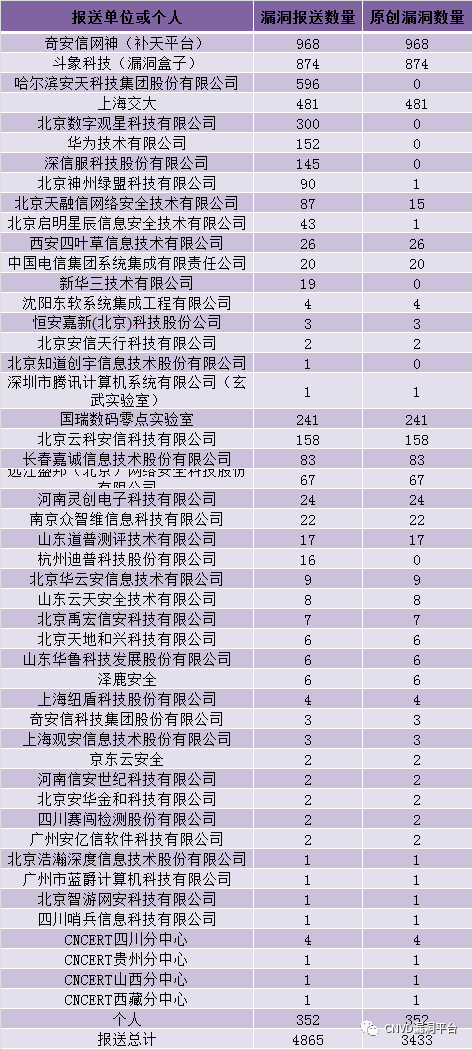 报送单位或个人 漏洞报送数量 原创漏洞数量
奇安信网神（补天平台） 968 968
斗象科技（漏洞盒子） 874 874
哈尔滨安天科技集团股份有限公司 596 0
上海交大 481 481
北京数字观星科技有限公司 300 0
华为技术有限公司 152 0
深信服科技股份有限公司 145 0
北京神州绿盟科技有限公司 90 1
北京天融信网络安全技术有限公司 87 15
北京启明星辰信息安全技术有限公司 43 1
西安四叶草信息技术有限公司 26 26
中国电信集团系统集成有限责任公司 20 20
新华三技术有限公司 19 0
沈阳东软系统集成工程有限公司 4 4
恒安嘉新(北京)科技股份公司 3 3
北京安信天行科技有限公司 2 2
北京知道创宇信息技术股份有限公司 1 0
深圳市腾讯计算机系统有限公司（玄
武实验室） 1 1
国瑞数码零点实验室 241 241
北京云科安信科技有限公司 158 158
长春嘉诚信息技术股份有限公司 83 83
远江盛邦（北京）网络安全科技股份
有限公司 67 67
河南灵创电子科技有限公司 24 24
南京众智维信息科技有限公司 22 22
山东道普测评技术有限公司 17 17
杭州迪普科技股份有限公司 16 0
北京华云安信息技术有限公司 9 9
山东云天安全技术有限公司 8 8
北京禹宏信安科技有限公司 7 7
北京天地和兴科技有限公司 6 6
山东华鲁科技发展股份有限公司 6 6
泽鹿安全 6 6
上海纽盾科技股份有限公司 4 4
奇安信科技集团股份有限公司 3 3
上海观安信息技术股份有限公司 3 3
京东云安全 2 2
河南信安世纪科技有限公司 2 2
北京安华金和科技有限公司 2 2
四川赛闯检测股份有限公司 2 2
广州安亿信软件科技有限公司 2 2
北京浩瀚深度信息技术股份有限公司 1 1
广州市蓝爵计算机科技有限公司 1 1
北京智游网安科技有限公司 1 1
四川哨兵信息科技有限公司 1 1
CNCERT四川分中心 4 4
CNCERT贵州分中心 1 1
CNCERT山西分中心 1 1
CNCERT西藏分中心 1 1
个人 352 352
报送总计 4865 3433
CNVD漏洞平台